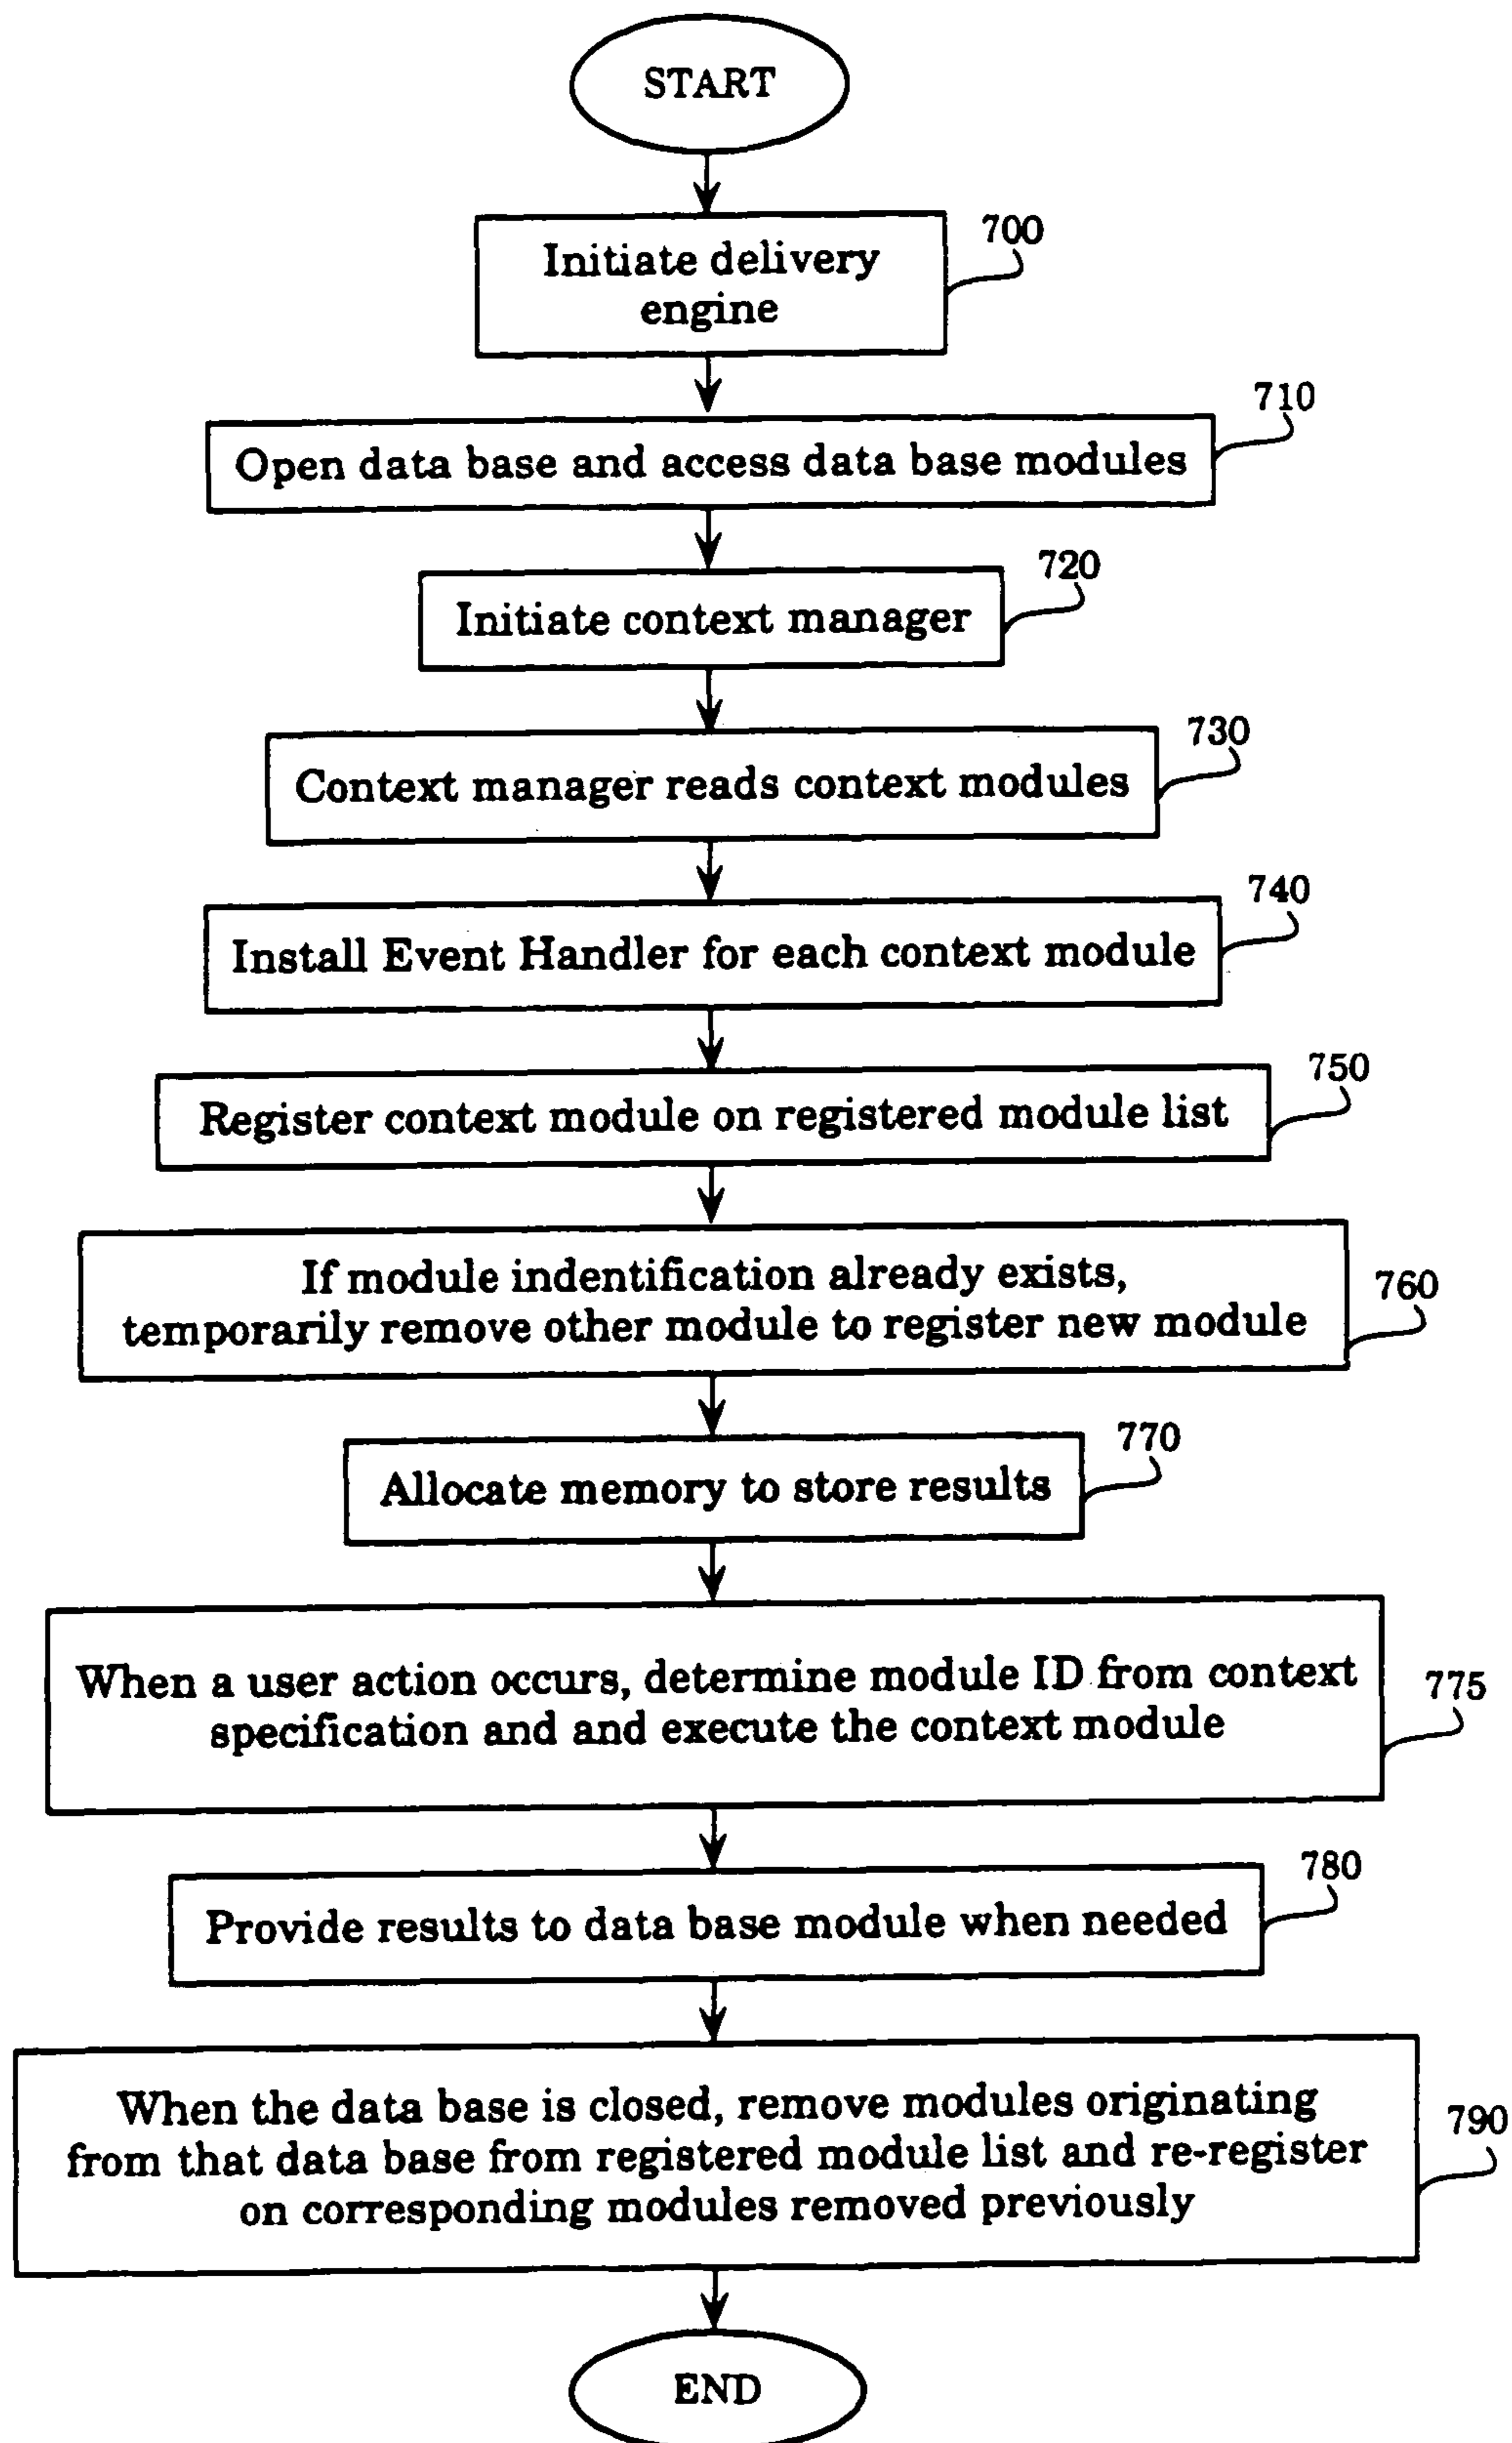 START
700
Initiate delivery
engine
710
Open data base and access data base modules
720
Initiate context manager
730
Context manager reads context modules
740
Install Event Handler for each context module
750
Register context module on registered module list
760
If module indentification already exists,
temporarily remove other module to register new module
770
Allocate memory to store results
775
When a user action occurs, determine module ID from context
specification and and execute the context module
780
Provide results to data base module when needed
790
When the data base is closed, remove modules originating
from that data base from registered module list and re-register
on corresponding modules removed previously
END